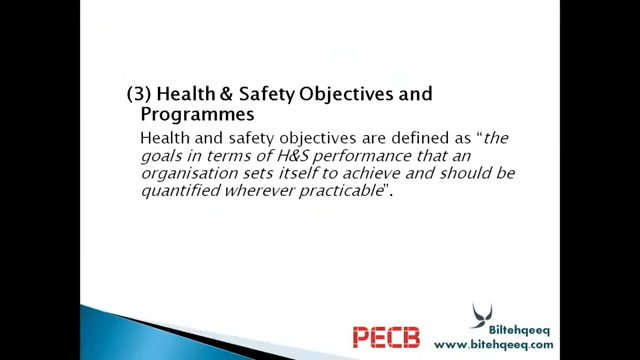 (3) Health & Safety Objectives and
Programmes
Health and safety objectives are defined as “the
goals in terms of H&S performance that an
organisation sets itself to achieve and should be
quantified wherever practicable”.
PECB
Biltehqeeq
www.bitehqeeq.com